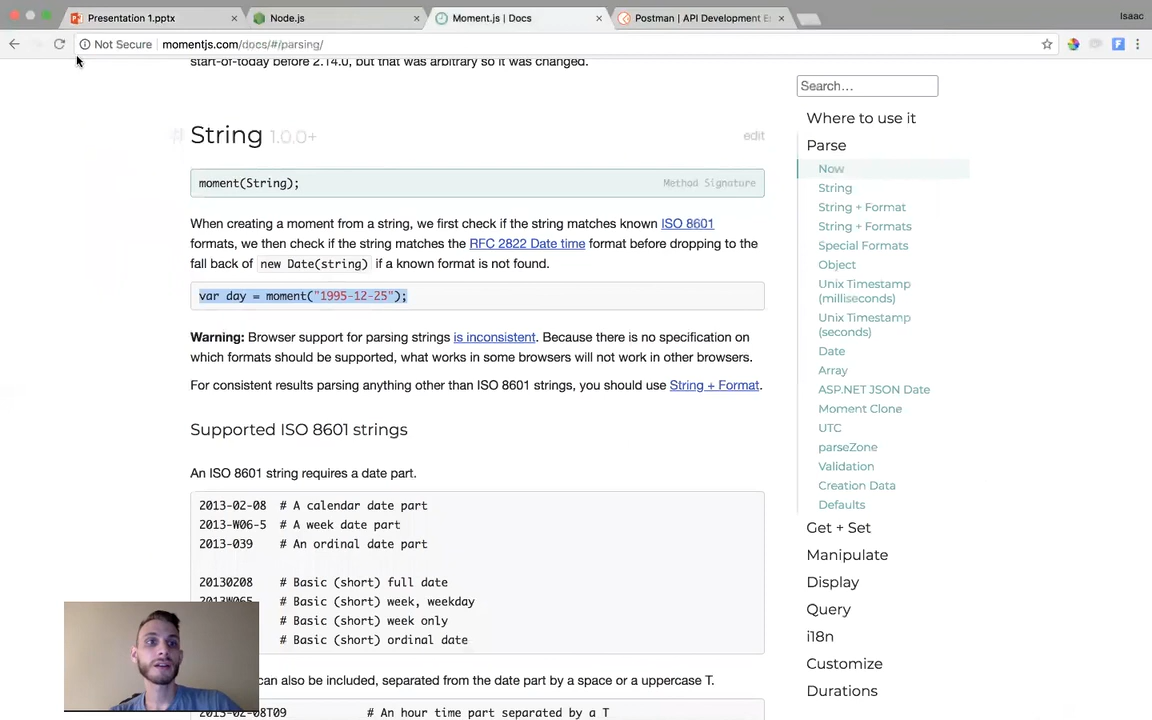 Presentation 1.pptx
Node.js
Moment.js | Docs
Postman | API Development E
Isaac
Not Secure momentjs.com/docs/#/parsing/
start-of-today before 2.14.0, but that was arbitrary so it was changed.
# String 1.0.0+
edit
moment(String);
Method Signature
When creating a moment from a string, we first check if the string matches known ISO 8601
formats, we then check if the string matches the RFC 2822 Date time format before dropping to the
fall back of new Date(string) if a known format is not found.
var day = moment("1995-12-25");
Warning: Browser support for parsing strings is inconsistent. Because there is no specification on
which formats should be supported, what works in some browsers will not work in other browsers.
For consistent results parsing anything other than ISO 8601 strings, you should use String + Format.
Supported ISO 8601 strings
An ISO 8601 string requires a date part.
2013-02-08 # A calendar date part
2013-W06-5 # A week date part
2013-039 # An ordinal date part
20130208 # Basic (short) full date
2013W065 # Basic (short) week, weekday
# Basic (short) week only
# Basic (short) ordinal date
can also be included, separated from the date part by a space or a uppercase T.
2013-02-08T09 # An hour time part separated by a T
Search...
Where to use it
Parse
Now
String
String + Format
String + Formats
Special Formats
Object
Unix Timestamp
(milliseconds)
Unix Timestamp
(seconds)
Date
Array
ASP.NET JSON Date
Moment Clone
UTC
parseZone
Validation
Creation Data
Defaults
Get + Set
Manipulate
Display
Query
i18n
Customize
Durations